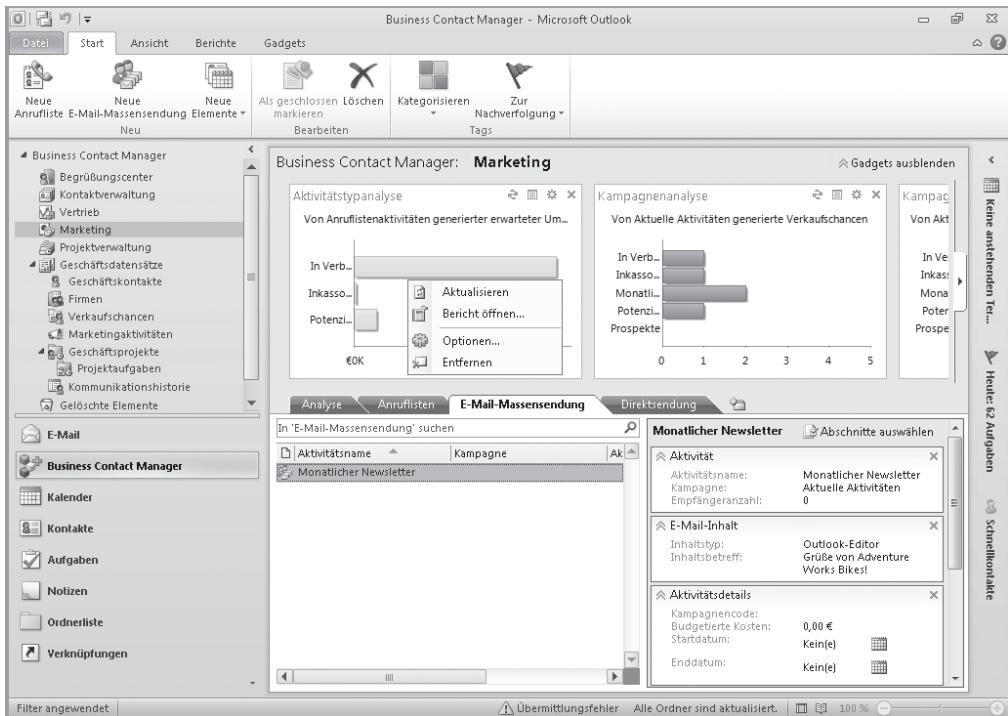 Business Contact Manager - Microsoft Outlook
Datei Start Ansicht Berichte Gadgets
Neue Anrufliste
Neue E-Mail-Massensendung
Neue Elemente
Neu
Als geschlossen markieren
Löschen
Bearbeiten
Kategorisieren
Zur Nachverfolgung
Tags
Business Contact Manager
Begrüßungscenter
Kontaktverwaltung
Vertrieb
Marketing
Projektverwaltung
Geschäftsdatensätze
Geschäftskontakte
Firmen
Verkaufschancen
Marketingaktivitäten
Geschäftsprojekte
Projektaufgaben
Kommunikationshistorie
Gelöschte Elemente
E-Mail
Business Contact Manager
Kalender
Kontakte
Aufgaben
Notizen
Ordnerliste
Verknüpfungen
Business Contact Manager: Marketing
Gadgets ausblenden
Aktivitätstypanalyse
Von Anruflistenaktivitäten generierter erwarteter Um...
In Verb...
Inkasso...
Potenzi...
€0K
Aktualisieren
Bericht öffnen...
Optionen...
Entfernen
Kampagnenanalyse
Von Aktuelle Aktivitäten generierte Verkaufschancen
In Verb...
Inkasso...
Monatli...
Potenzi...
Prospekte
0 1 2 3 4 5
Kampag
Von Akt
In Ve
Inkas
Mona
Poter
Prospe
Analyse Anruflisten E-Mail-Massensendung Direktsendung
In 'E-Mail-Massensendung' suchen
Aktivitätsname Kampagne Ak
Monatlicher Newsletter
Monatlicher Newsletter Abschnitte auswählen
Aktivität
Aktivitätsname: Monatlicher Newsletter
Kampagne: Aktuelle Aktivitäten
Empfängeranzahl: 0
E-Mail-Inhalt
Inhaltstyp: Outlook-Editor
Inhaltsbetreff: Grüße von Adventure
Works Bikes!
Aktivitätsdetails
Kampagnencode:
Budgetierte Kosten: 0,00 €
Startdatum: Kein(e)
Enddatum: Kein(e)
Keine anstehenden Ter...
Heute: 62 Aufgaben
Schnellkontakte
Filter angewendet
Übermittlungsfehler Alle Ordner sind aktualisiert. 100 %